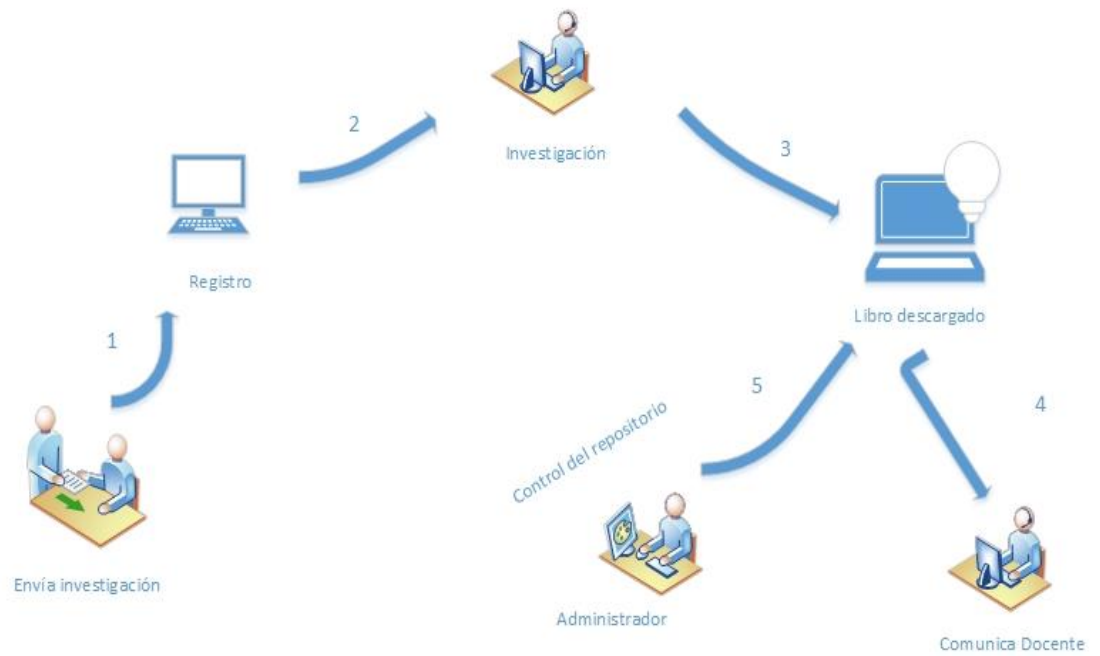 2
Investigación
3
Registro
Libro descargado
1
5
4
Control del repositorio
Envía investigación
Administrador
Comunica Docente